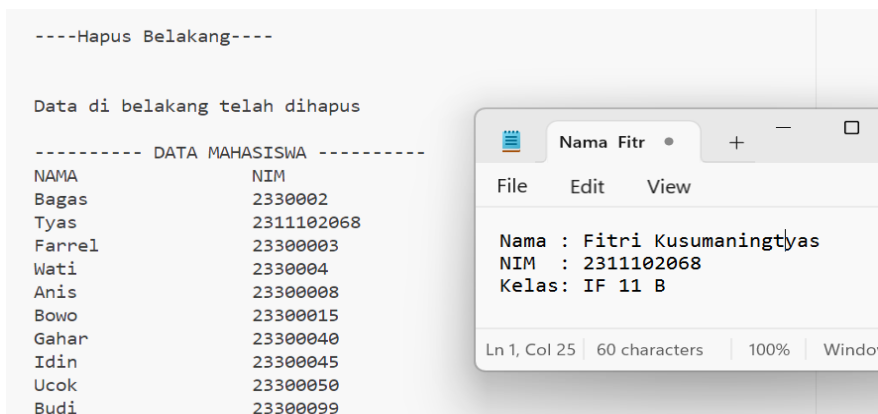 ----Hapus Belakang----
Data di belakang telah dihapus
---------- DATA MAHASISWA ----------
NAMA NIM
Bagas 2330002
Tyas 2311102068
Farrel 23300003
Wati 2330004
Anis 23300008
Bowo 23300015
Gahar 23300040
Idin 23300045
Ucok 23300050
Budi 23300099
Nama Fitr
File Edit View
Nama : Fitri Kusumaningtyas
NIM : 2311102068
Kelas: IF 11 B
Ln 1, Col 25 60 characters 100% Windo